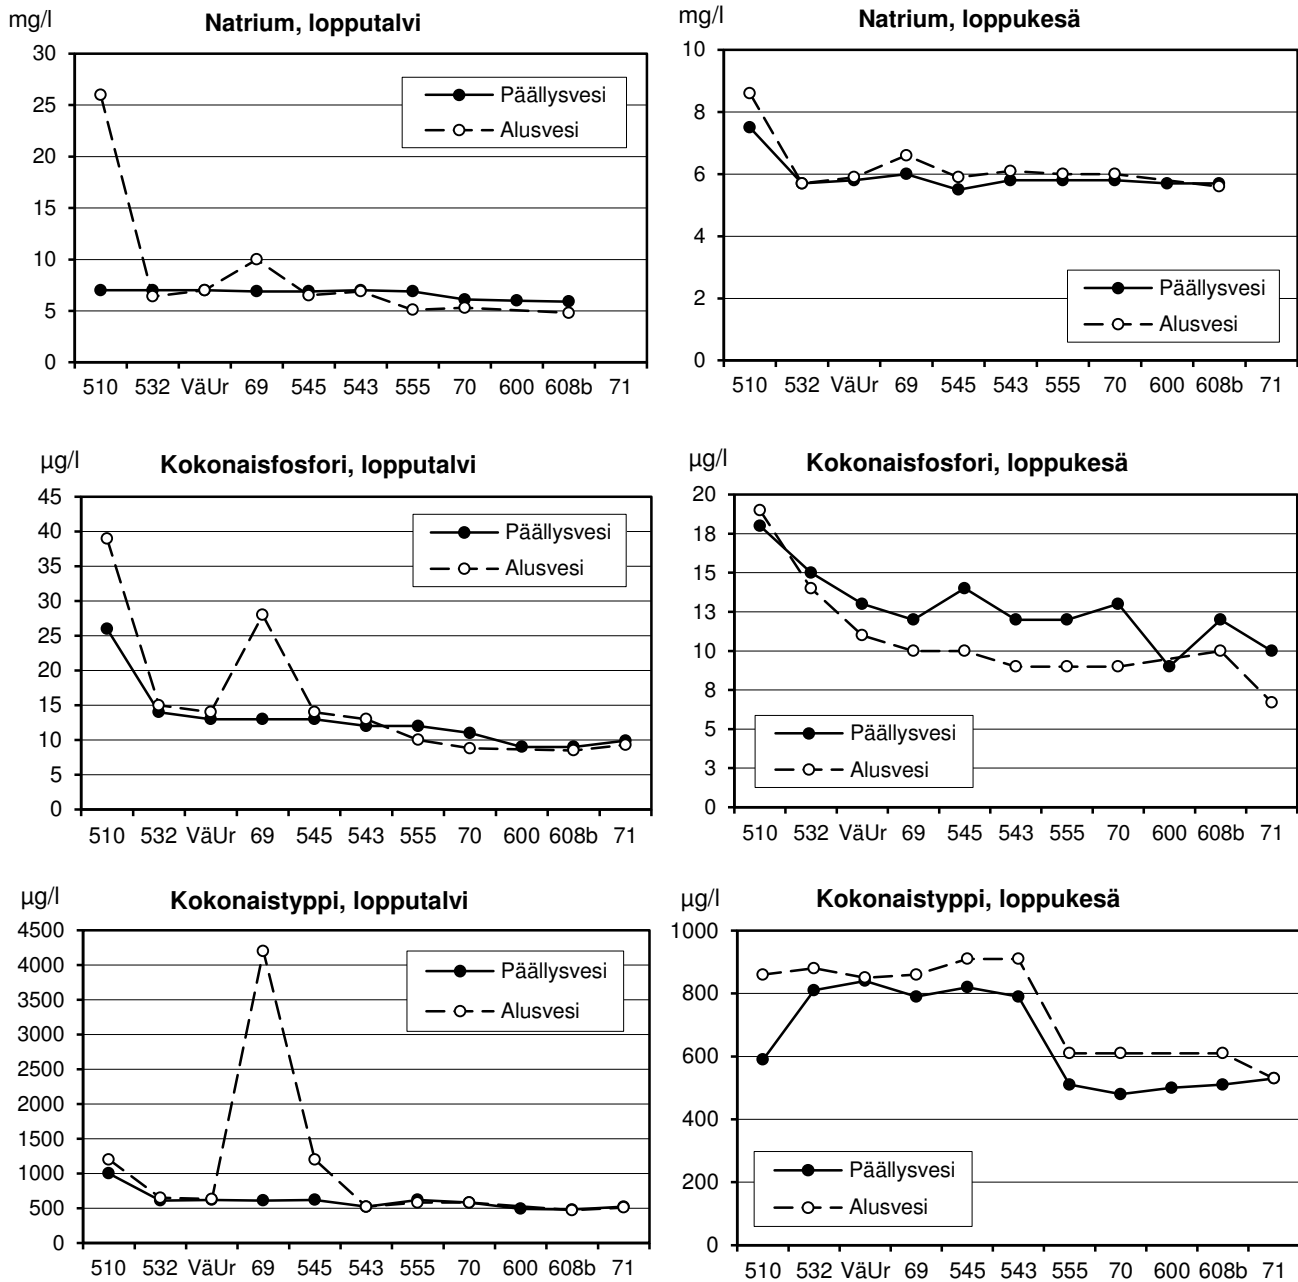 mg/l
Natrium, lopputalvi
30
25
20
15
10
5
0
Päällysvesi
Alusvesi
510 532 VäUr 69 545 543 555 70 600 608b 71
mg/l
Natrium, loppukesä
10
8
6
4
2
0
Päällysvesi
Alusvesi
510 532 VäUr 69 545 543 555 70 600 608b 71
µg/l
Kokonaisfosfori, lopputalvi
45
40
35
30
25
20
15
10
5
0
Päällysvesi
Alusvesi
510 532 VäUr 69 545 543 555 70 600 608b 71
µg/l
Kokonaisfosfori, loppukesä
20
18
15
13
10
8
5
3
0
Päällysvesi
Alusvesi
510 532 VäUr 69 545 543 555 70 600 608b 71
µg/l
Kokonaistyppi, lopputalvi
4500
4000
3500
3000
2500
2000
1500
1000
500
0
Päällysvesi
Alusvesi
510 532 VäUr 69 545 543 555 70 600 608b 71
µg/l
Kokonaistyppi, loppukesä
1000
800
600
400
200
0
Päällysvesi
Alusvesi
510 532 VäUr 69 545 543 555 70 600 608b 71